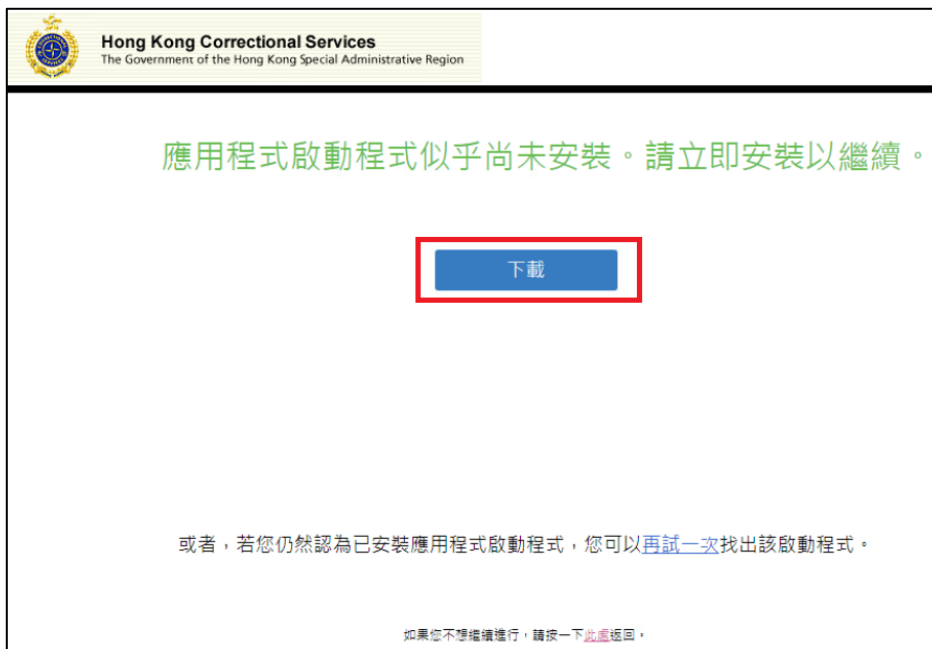 Hong Kong Correctional Services
The Government of the Hong Kong Special Administrative Region
應用程式啟動程式似乎尚未安裝。請立即安裝以繼續。
下載
或者，若您仍然認為已安裝應用程式啟動程式，您可以再試一次找出該啟動程式。
如果您不想繼續進行，請按一下此處返回。